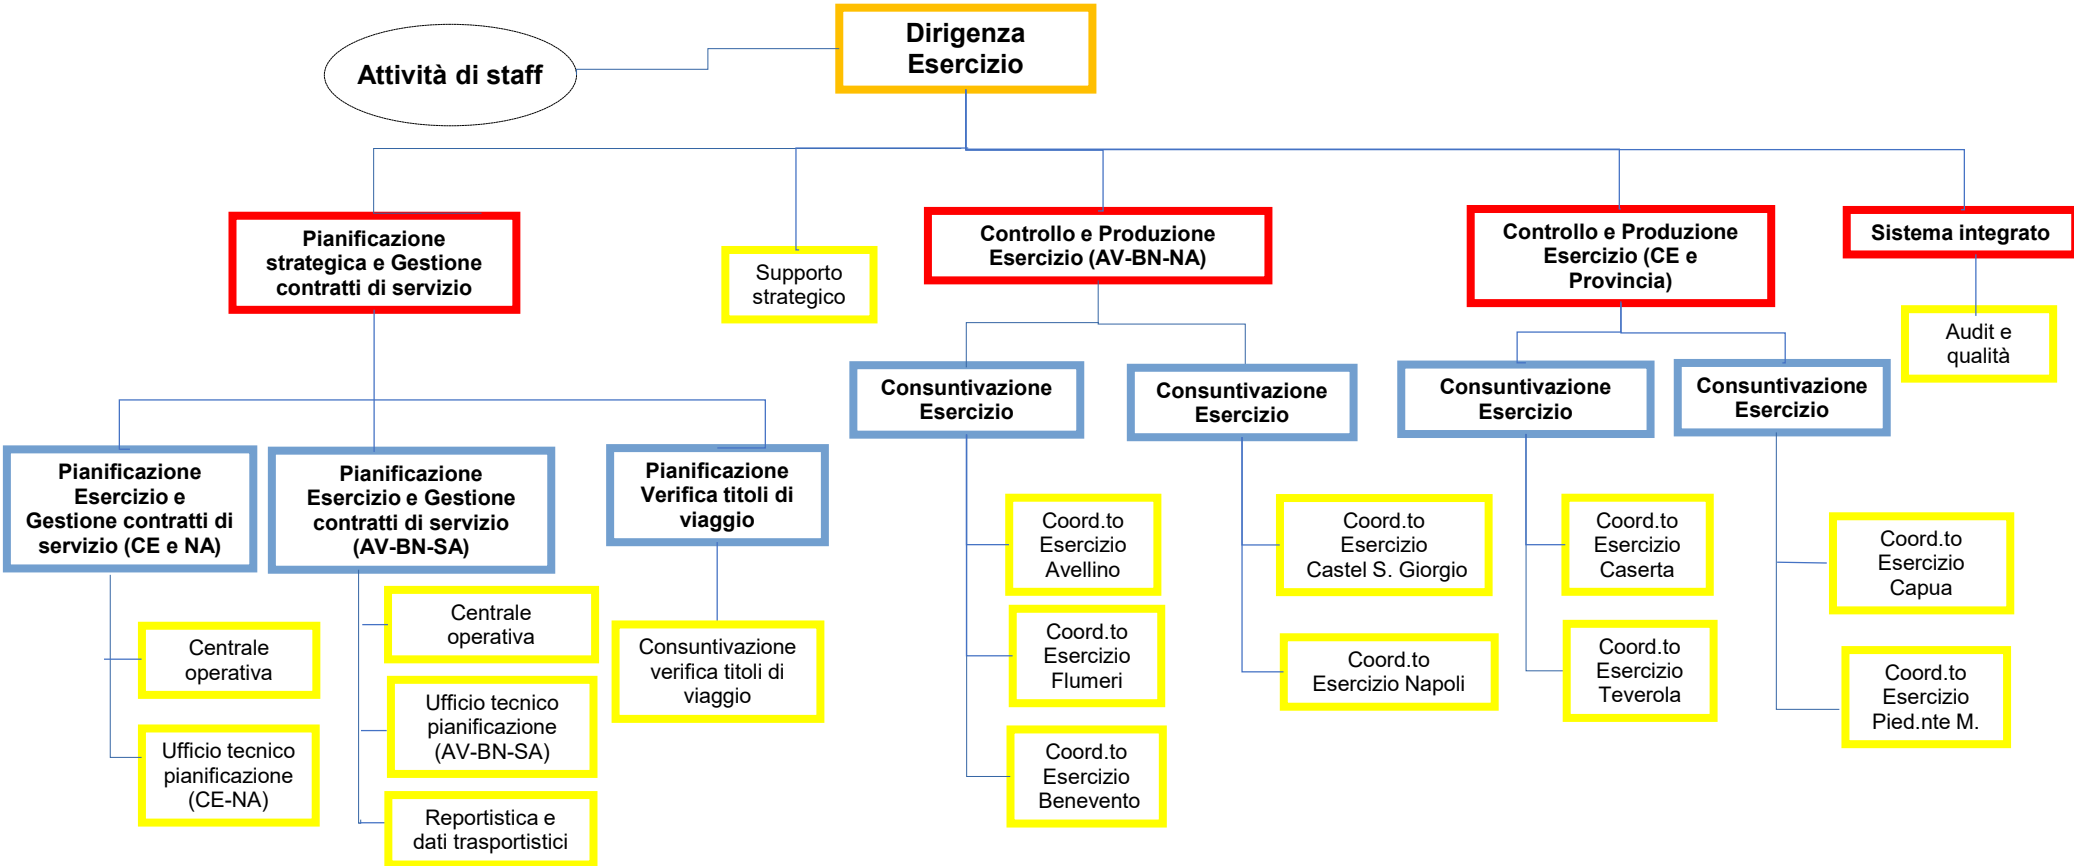 Dirigenza
Esercizio
Attività di staff
Pianificazione
strategica e Gestione
contratti di servizio
Supporto
strategico
Controllo e Produzione
Esercizio (AV-BN-NA)
Controllo e Produzione
Esercizio (CE e
Provincia)
Sistema integrato
Audit e
qualità
Consuntivazione
Esercizio
Consuntivazione
Esercizio
Consuntivazione
Esercizio
Consuntivazione
Esercizio
Pianificazione
Esercizio e
Gestione contratti di
servizio (CE e NA)
Pianificazione
Esercizio e Gestione
contratti di servizio
(AV-BN-SA)
Pianificazione
Verifica titoli di
viaggio
Centrale
operativa
Ufficio tecnico
pianificazione
(CE-NA)
Centrale
operativa
Ufficio tecnico
pianificazione
(AV-BN-SA)
Reportistica e
dati trasportistici
Consuntivazione
verifica titoli di
viaggio
Coord.to
Esercizio
Avellino
Coord.to
Esercizio
Flumeri
Coord.to
Esercizio
Benevento
Coord.to
Esercizio
Castel S. Giorgio
Coord.to
Esercizio Napoli
Coord.to
Esercizio
Caserta
Coord.to
Esercizio
Teverola
Coord.to
Esercizio
Capua
Coord.to
Esercizio
Pied.nte M.